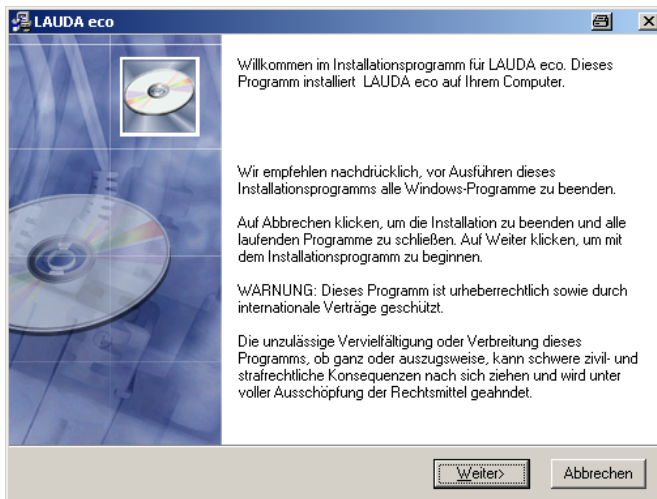 LAUDA eco
Willkommen im Installationsprogramm für LAUDA eco. Dieses
Programm installiert LAUDA eco auf Ihrem Computer.
Wir empfehlen nachdrücklich, vor Ausführen dieses
Installationsprogramms alle Windows-Programme zu beenden.
Auf Abbrechen klicken, um die Installation zu beenden und alle
laufenden Programme zu schließen. Auf Weiter klicken, um mit
dem Installationsprogramm zu beginnen.
WARNUNG: Dieses Programm ist urheberrechtlich sowie durch
internationale Verträge geschützt.
Die unzulässige Vervielfältigung oder Verbreitung dieses
Programms, ob ganz oder auszugsweise, kann schwere zivil- und
strafrechtliche Konsequenzen nach sich ziehen und wird unter
voller Ausschöpfung der Rechtsmittel geahndet.
Weiter>
Abbrechen